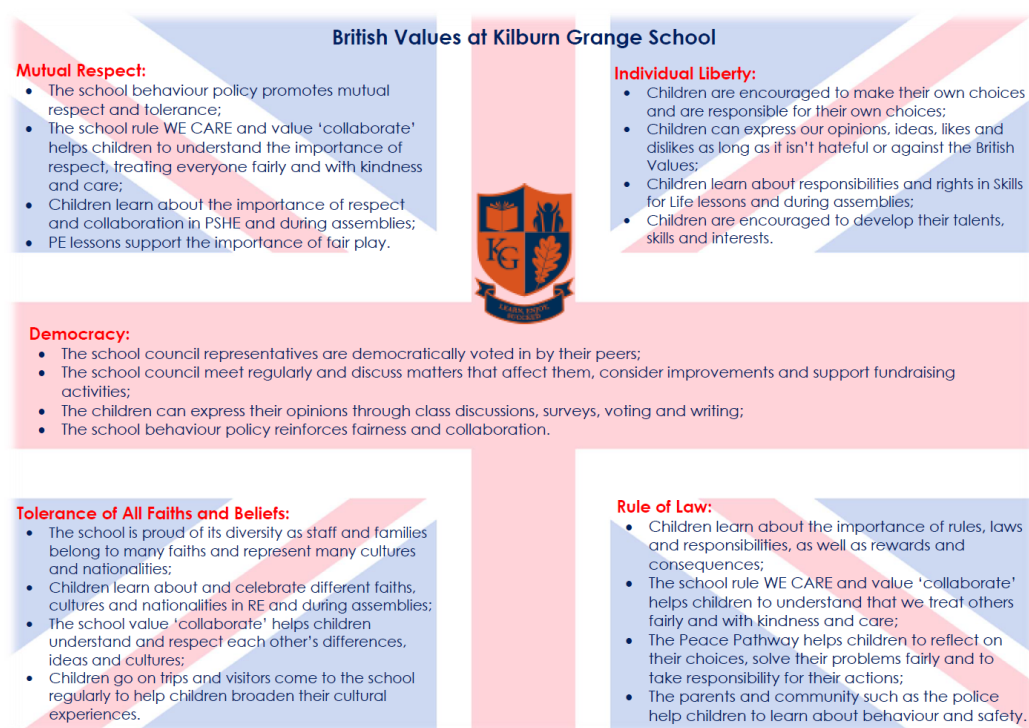 British Values at Kilburn Grange School
Mutual Respect:
• The school behaviour policy promotes mutual
respect and tolerance;
• The school rule WE CARE and value ‘collaborate’
helps children to understand the importance of
respect, treating everyone fairly and with kindness
and care;
• Children learn about the importance of respect
and collaboration in PSHE and during assemblies;
• PE lessons support the importance of fair play.
Individual Liberty:
• Children are encouraged to make their own choices
and are responsible for their own choices;
• Children can express our opinions, ideas, likes and
dislikes as long as it isn’t hateful or against the British
Values;
• Children learn about responsibilities and rights in Skills
for Life lessons and during assemblies;
• Children are encouraged to develop their talents,
skills and interests.
KG
LEARN, ENJOY,
SUCCEED
Democracy:
• The school council representatives are democratically voted in by their peers;
• The school council meet regularly and discuss matters that affect them, consider improvements and support fundraising
activities;
• The children can express their opinions through class discussions, surveys, voting and writing;
• The school behaviour policy reinforces fairness and collaboration.
Tolerance of All Faiths and Beliefs:
• The school is proud of its diversity as staff and families
belong to many faiths and represent many cultures
and nationalities;
• Children learn about and celebrate different faiths,
cultures and nationalities in RE and during assemblies;
• The school value ‘collaborate’ helps children
understand and respect each other’s differences,
ideas and cultures;
• Children go on trips and visitors come to the school
regularly to help children broaden their cultural
experiences.
Rule of Law:
• Children learn about the importance of rules, laws
and responsibilities, as well as rewards and
consequences;
• The school rule WE CARE and value ‘collaborate’
helps children to understand that we treat others
fairly and with kindness and care;
• The Peace Pathway helps children to reflect on
their choices, solve their problems fairly and to
take responsibility for their actions;
• The parents and community such as the police
help children to learn about behaviour and safety.